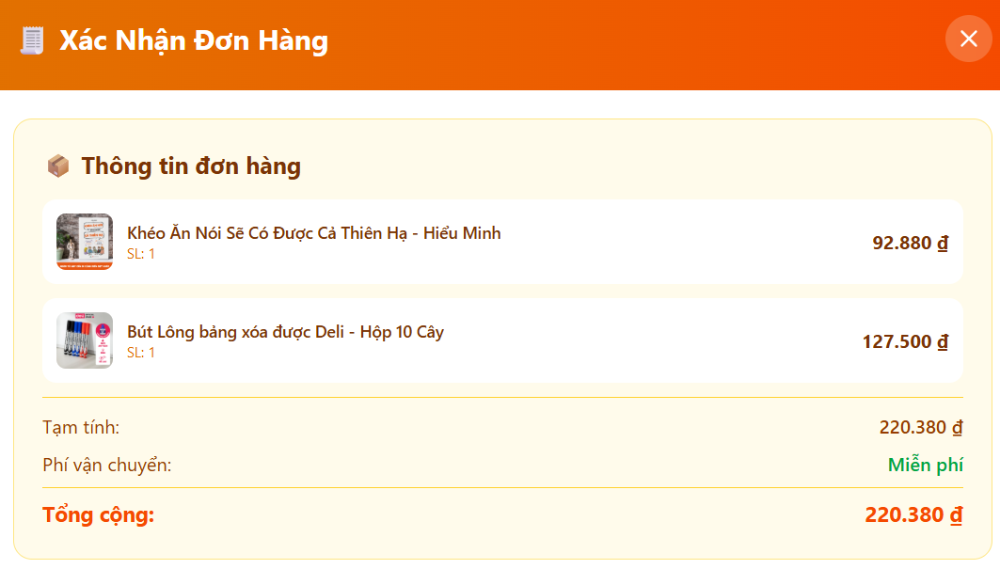 Xác Nhận Đơn Hàng
Thông tin đơn hàng
Khéo Ăn Nói Sẽ Có Được Cả Thiên Hạ - Hiểu Minh
SL: 1
92.880 ₫
Bút Lông bảng xóa được Deli - Hộp 10 Cây
SL: 1
127.500 ₫
Tạm tính:
220.380 ₫
Phí vận chuyển:
Miễn phí
Tổng cộng:
220.380 ₫